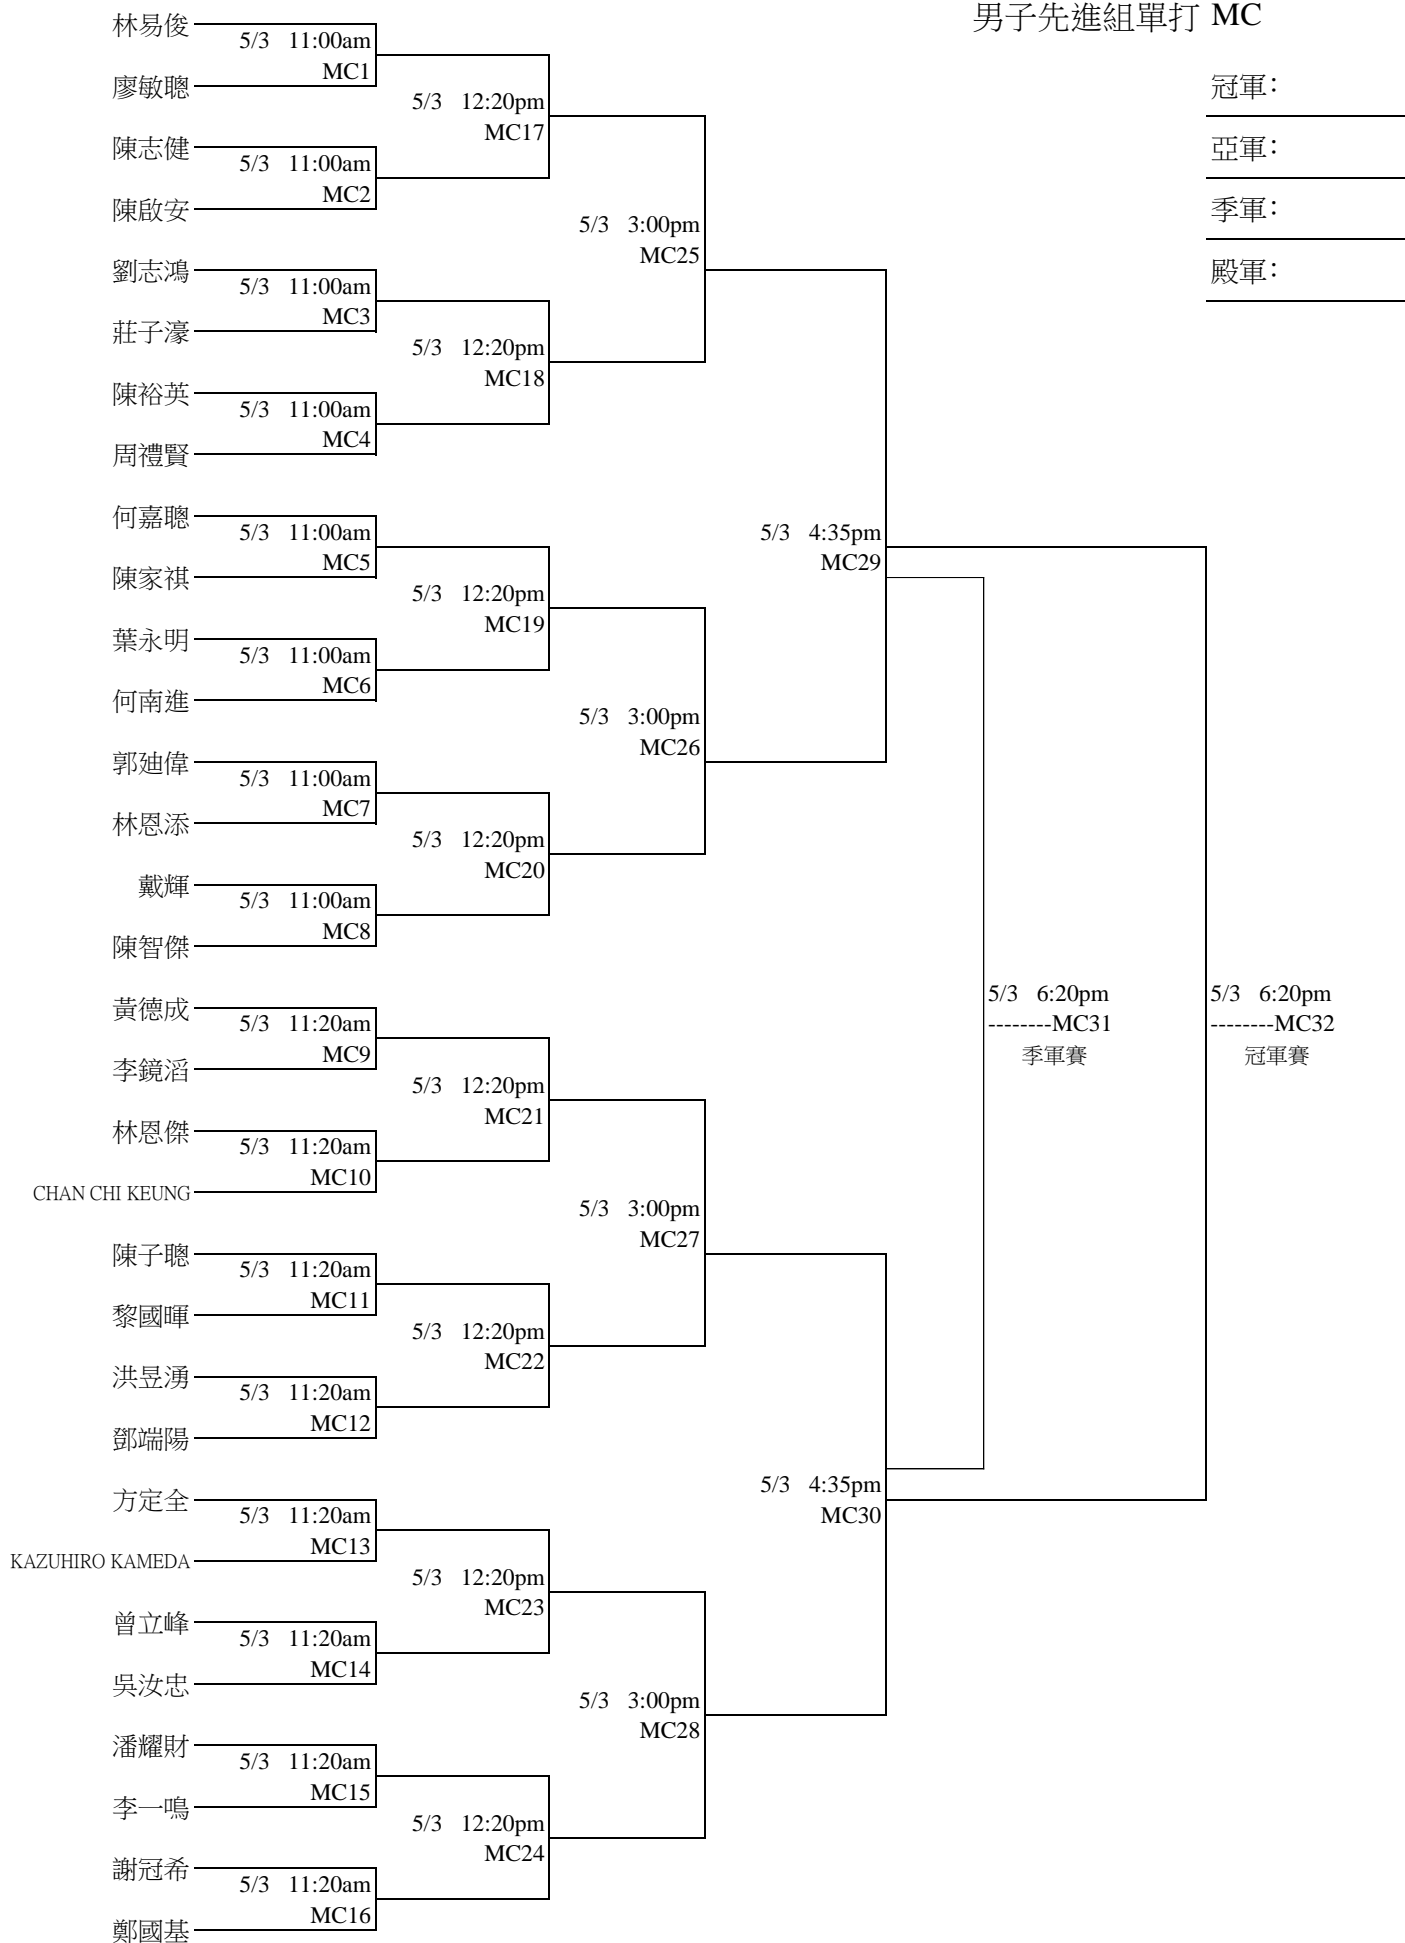 男子先進組單打 MC
林易俊
5/3 11:00am
MC1
廖敏聰
冠軍：
5/3 12:20pm
MC17
陳志健
5/3 11:00am
MC2
亞軍：
陳啟安
季軍：
5/3 3:00pm
MC25
劉志鴻
5/3 11:00am
MC3
殿軍：
莊子濠
5/3 12:20pm
MC18
陳裕英
5/3 11:00am
MC4
周禮賢
何嘉聰
5/3 11:00am
MC5
5/3 4:35pm
MC29
陳家祺
5/3 12:20pm
MC19
葉永明
5/3 11:00am
MC6
何南進
5/3 3:00pm
MC26
郭廸偉
5/3 11:00am
MC7
林恩添
5/3 12:20pm
MC20
戴輝
5/3 11:00am
MC8
陳智傑
5/3 6:20pm
--------MC31
季軍賽
5/3 6:20pm
--------MC32
冠軍賽
黃德成
5/3 11:20am
MC9
李鏡滔
5/3 12:20pm
MC21
林恩傑
5/3 11:20am
MC10
CHAN CHI KEUNG
5/3 3:00pm
MC27
陳子聰
5/3 11:20am
MC11
黎國暉
5/3 12:20pm
MC22
洪昱湧
5/3 11:20am
MC12
鄧端陽
5/3 4:35pm
MC30
方定全
5/3 11:20am
MC13
KAZUHIRO KAMEDA
5/3 12:20pm
MC23
曾立峰
5/3 11:20am
MC14
吳汝忠
5/3 3:00pm
MC28
潘耀財
5/3 11:20am
MC15
李一鳴
5/3 12:20pm
MC24
謝冠希
5/3 11:20am
MC16
鄭國基